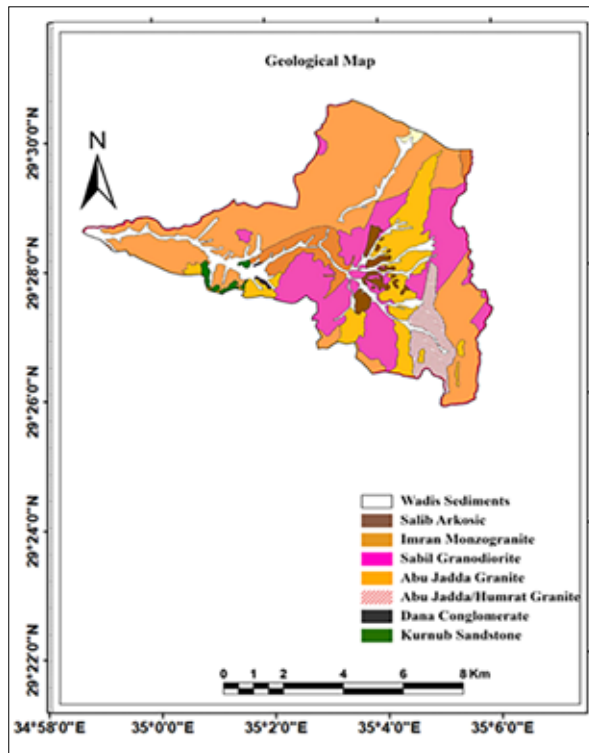 Geological Map
N
29°30'0"N
29°28'0"N
29°26'0"N
29°24'0"N
29°22'0"N
Wadis Sediments
Salib Arkosic
Imran Monzogranite
Sabil Granodiorite
Abu Jadda Granite
Abu Jadda/Humrat Granite
Dana Conglomerate
Kurnub Sandstone
0 1 2 4 6 8 Km
34°58'0"E 35°0'0"E 35°2'0"E 35°4'0"E 35°6'0"E